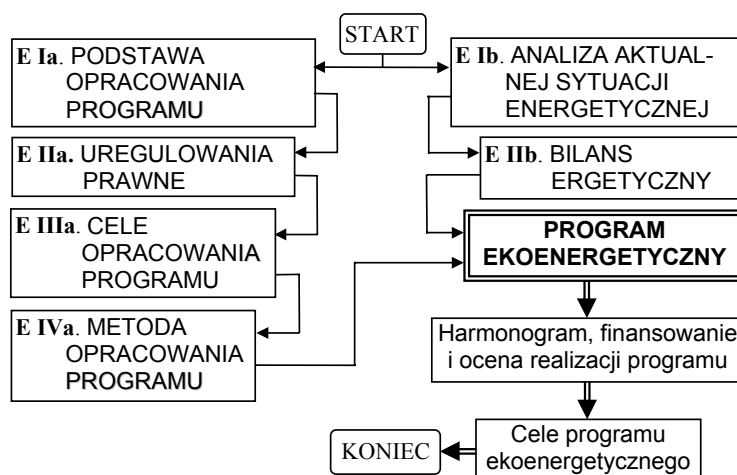 START
E Ia. PODSTAWA
OPRACOWANIA
PROGRAMU
E IIa. UREGULOWANIA
PRAWNE
E IIIa. CELE
OPRACOWANIA
PROGRAMU
E IVa. METODA
OPRACOWANIA
PROGRAMU
E Ib. ANALIZA AKTUAL-
NEJ SYTUACJI
ENERGETYCZNEJ
E IIb. BILANS
ERGETYCZNY
PROGRAM
EKOENERGETYCZNY
Harmonogram, finansowanie
i ocena realizacji programu
Cele programu
ekoenergetycznego
KONIEC